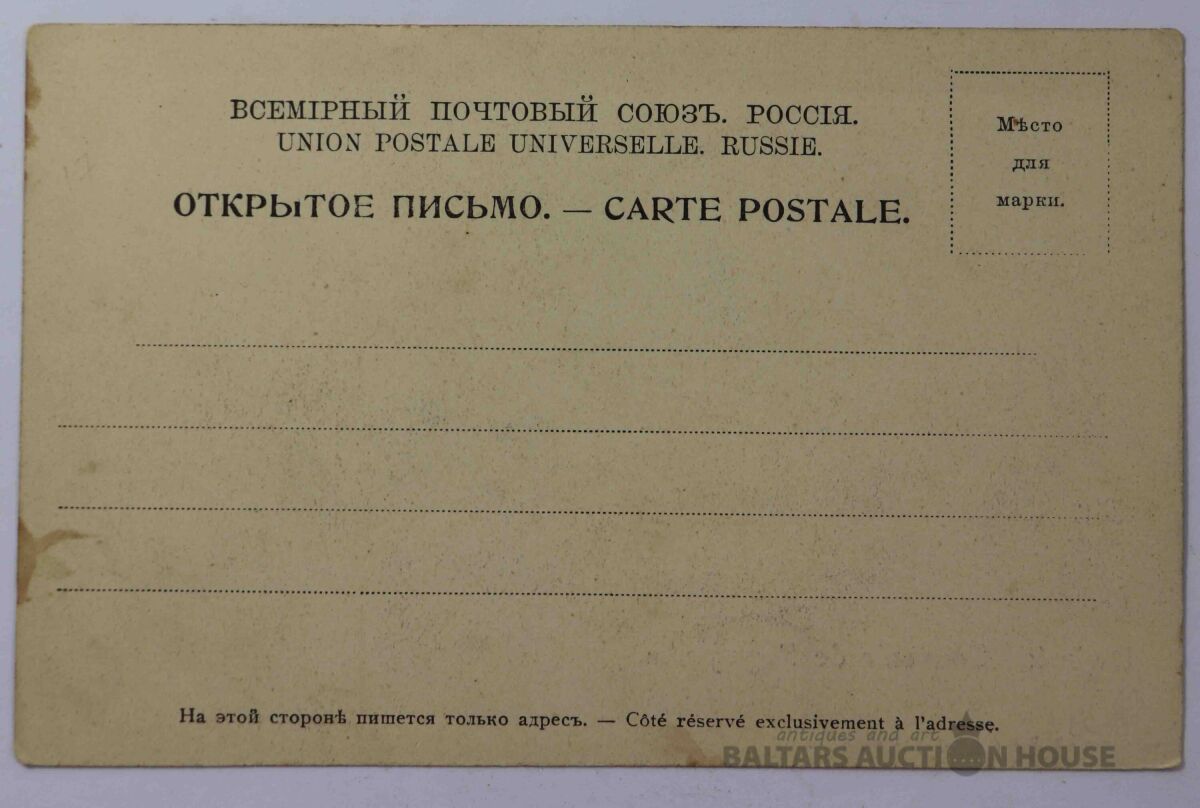 ВСЕМІРНЫЙ ПОЧТОВЫЙ СОЮЗЪ. РОССІЯ.
UNION POSTALE UNIVERSELLE. RUSSIE.
ОТКРЫТОЕ ПИСЬМО. — CARTE POSTALE.
Мѣсто
для
марки.
На этой сторонѣ пишется только адресъ. — Côté réservé exclusivement à l'adresse.
antiques and art
BALTARS AUCTION HOUSE